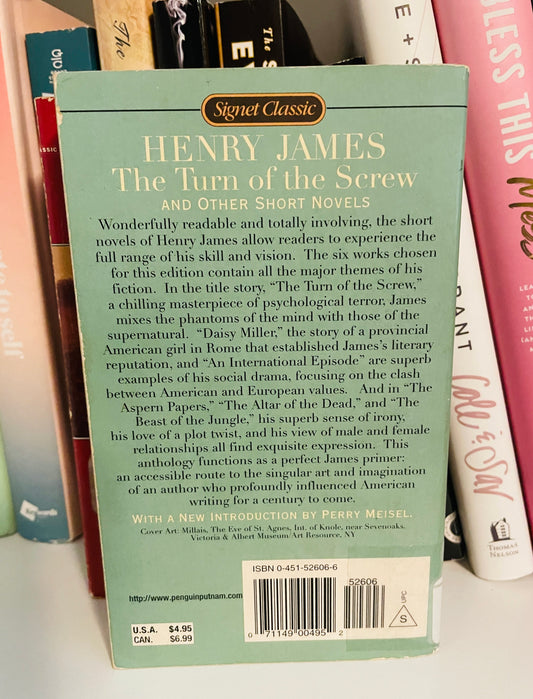 Signet Classic
HENRY JAMES
The Turn of the Screw
AND OTHER SHORT NOVELS
Wonderfully readable and totally involving, the short
novels of Henry James allow readers to experience the
full range of his skill and vision. The six works chosen
for this edition contain all the major themes of his
fiction. In the title story, “The Turn of the Screw,”
a chilling masterpiece of psychological terror, James
mixes the phantoms of the mind with those of the
supernatural. “Daisy Miller,” the story of a provincial
American girl in Rome that established James’s literary
reputation, and “An International Episode” are superb
examples of his social drama, focusing on the clash
between American and European values. And in “The
Aspern Papers,” “The Altar of the Dead,” and “The
Beast of the Jungle,” his superb sense of irony,
his love of a plot twist, and his view of male and female
relationships all find exquisite expression. This
anthology functions as a perfect James primer:
an accessible route to the singular art and imagination
of an author who profoundly influenced American
writing for a century to come.
WITH A NEW INTRODUCTION BY PERRY MEISEL.
Cover Art: Millais, The Eve of St. Agnes, Int. of Knole, near Sevenoaks.
Victoria & Albert Museum/Art Resource, NY
ISBN 0-451-52606-6
52606
http://www.penguinputnam.com
U.S.A. $4.95
CAN. $6.99
0 71149 00495 2
S
UPC
The
The
BLESS THIS
Mess
Cole & Sav
THOMAS
NELSON
Keywords